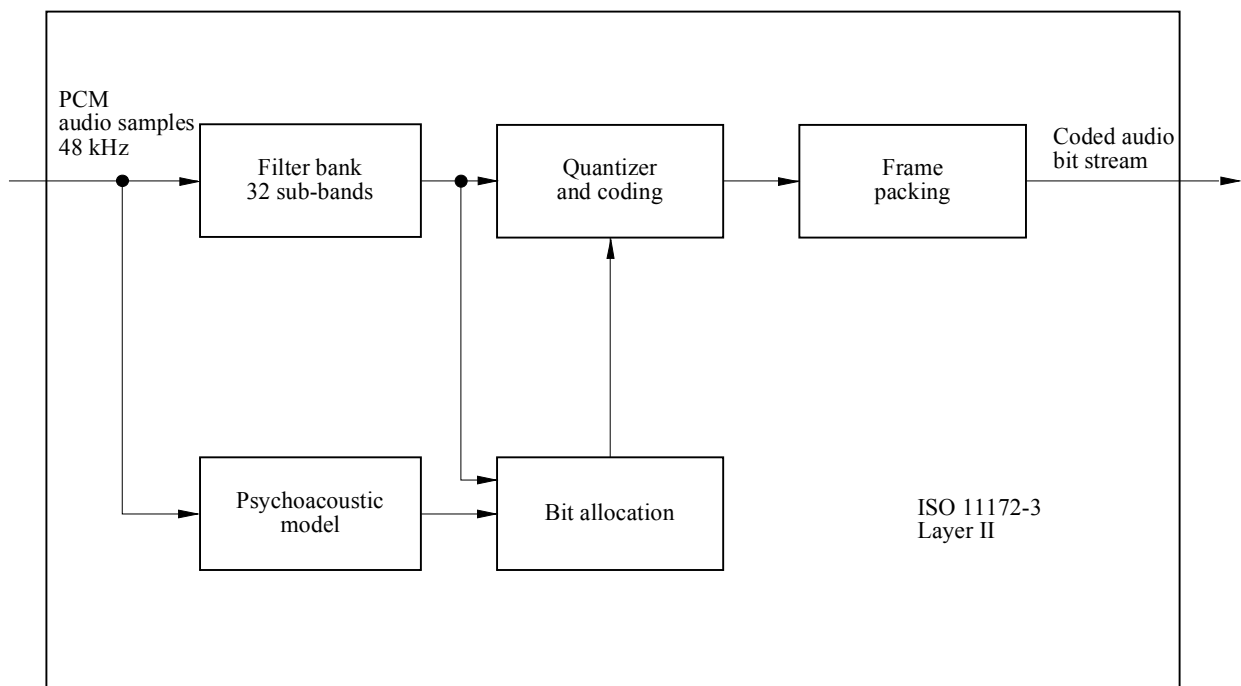 PCM
audio samples
48 kHz
Filter bank
32 sub-bands
Quantizer
and coding
Frame
packing
Coded audio
bit stream
Psychoacoustic
model
Bit allocation
ISO 11172-3
Layer II